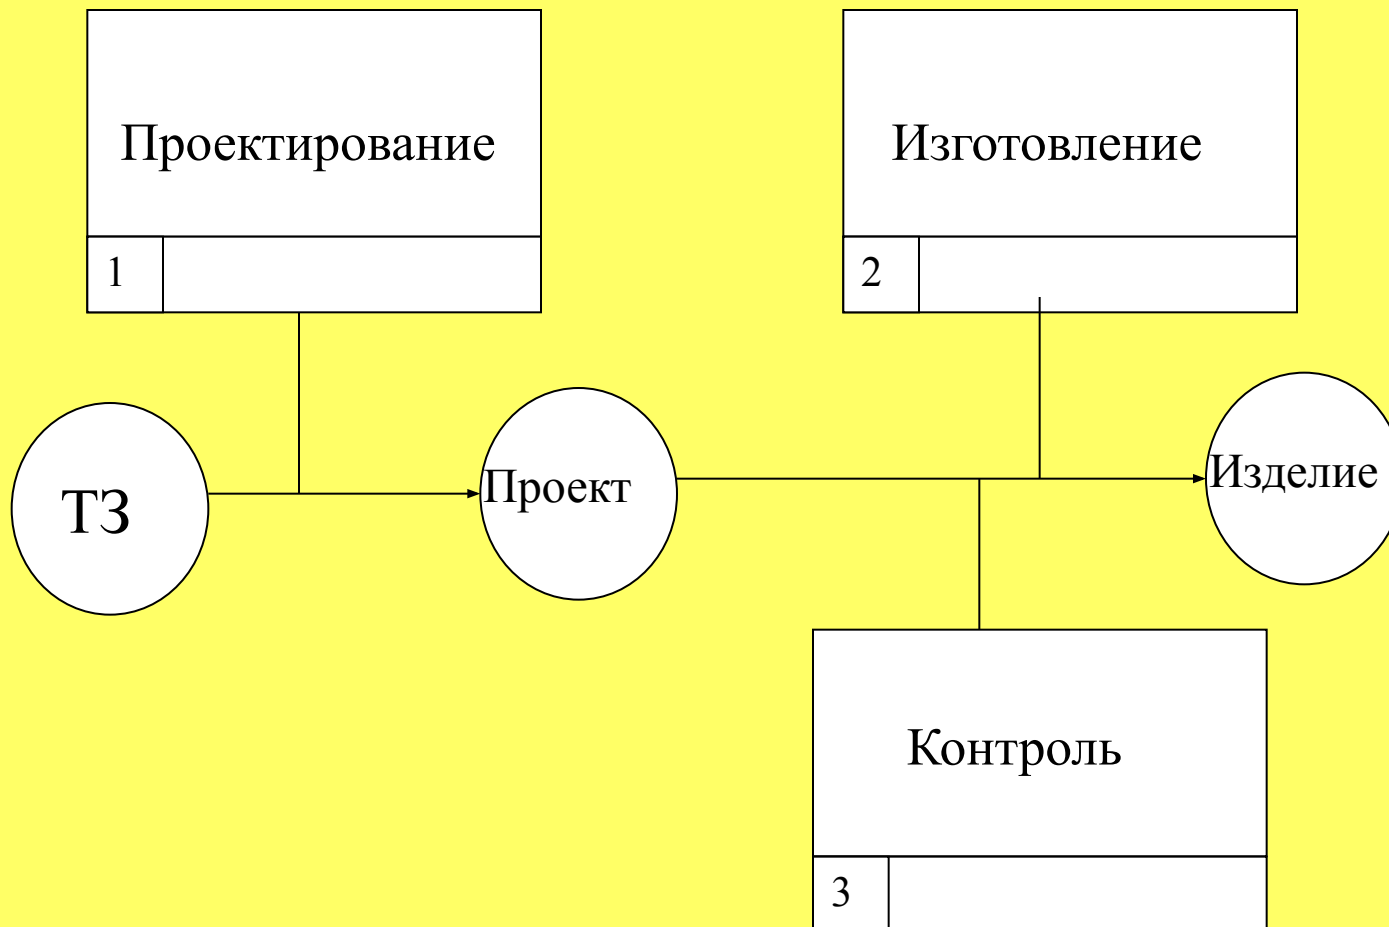 Проектирование
Изготовление
1
2
ТЗ
Проект
Изделие
Контроль
3